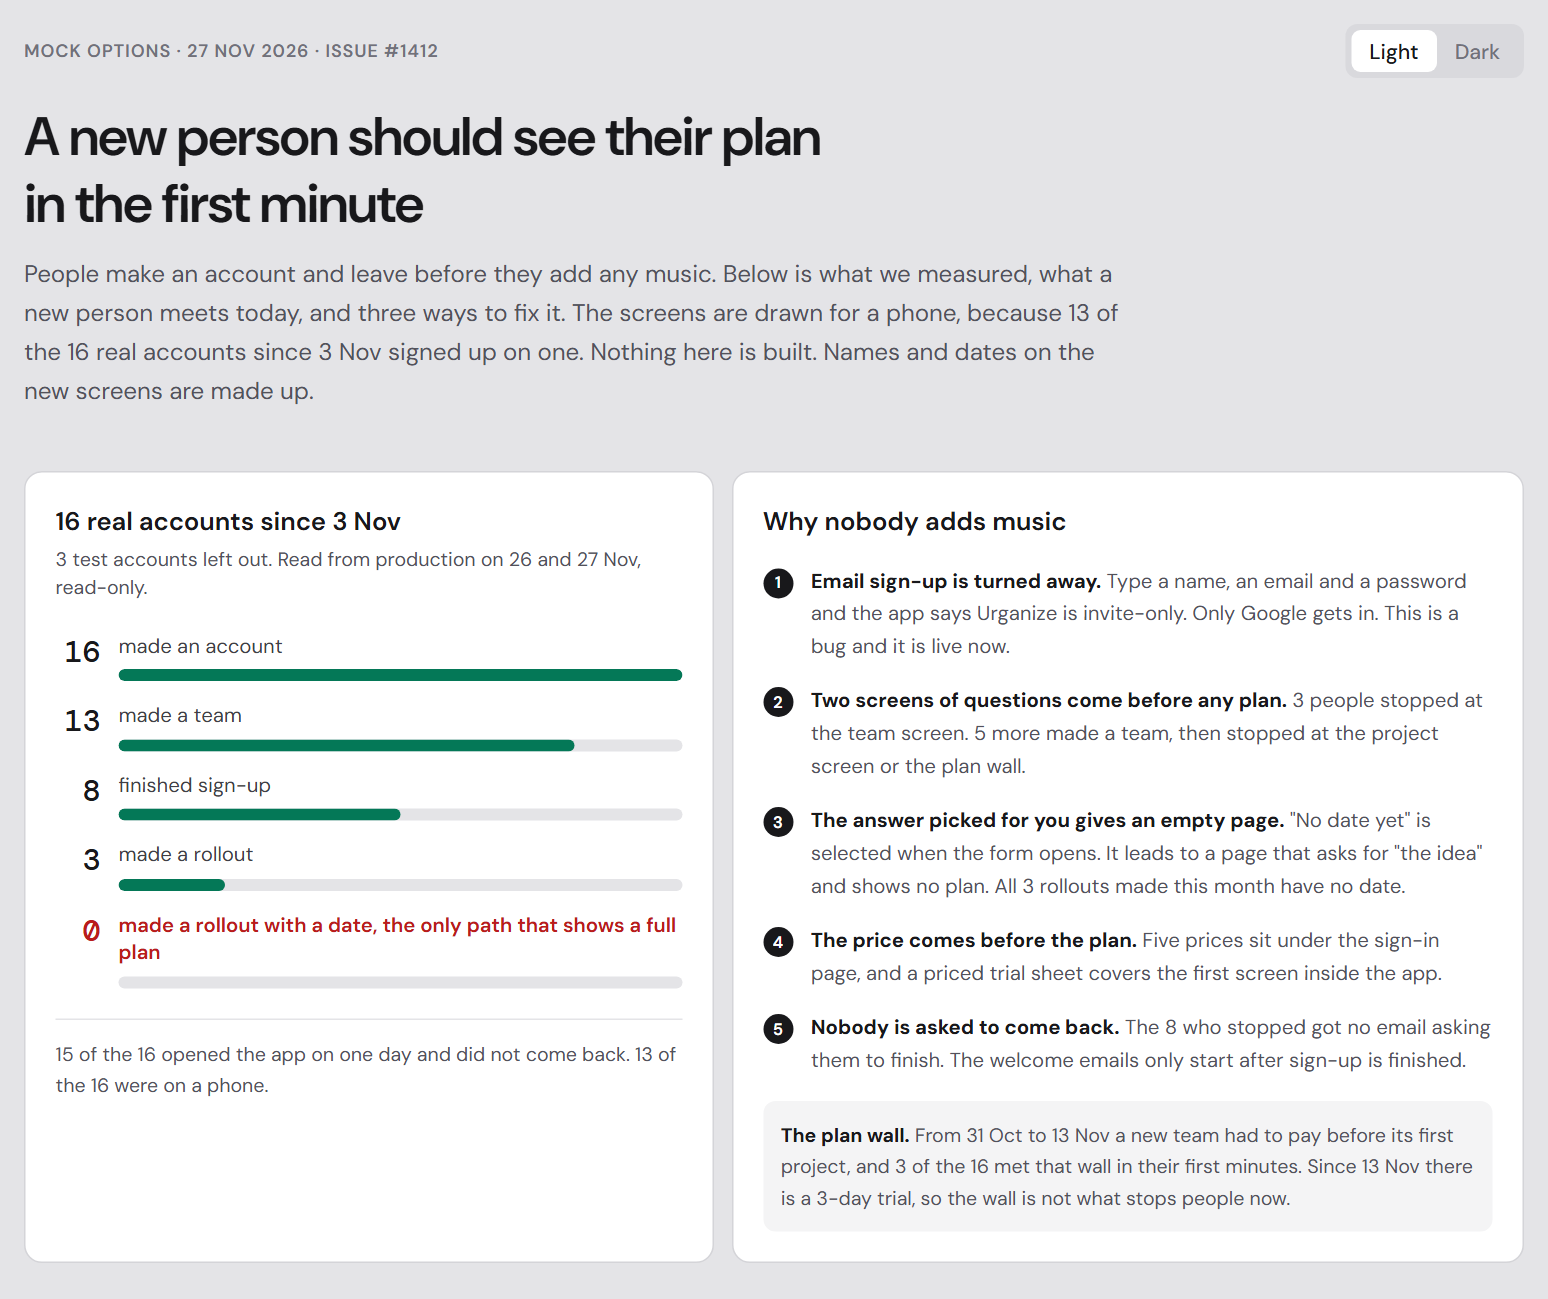 MOCK OPTIONS · 27 NOV 2026 · ISSUE #1412
Light
Dark
A new person should see their plan
in the first minute
People make an account and leave before they add any music. Below is what we measured, what a
new person meets today, and three ways to fix it. The screens are drawn for a phone, because 13 of
the 16 real accounts since 3 Nov signed up on one. Nothing here is built. Names and dates on the
new screens are made up.
16 real accounts since 3 Nov
3 test accounts left out. Read from production on 26 and 27 Nov,
read-only.
16 made an account
13 made a team
8 finished sign-up
3 made a rollout
0 made a rollout with a date, the only path that shows a full
plan
15 of the 16 opened the app on one day and did not come back. 13 of
the 16 were on a phone.
Why nobody adds music
1 Email sign-up is turned away. Type a name, an email and a password
and the app says Urganize is invite-only. Only Google gets in. This is a
bug and it is live now.
2 Two screens of questions come before any plan. 3 people stopped at
the team screen. 5 more made a team, then stopped at the project
screen or the plan wall.
3 The answer picked for you gives an empty page. "No date yet" is
selected when the form opens. It leads to a page that asks for "the idea"
and shows no plan. All 3 rollouts made this month have no date.
4 The price comes before the plan. Five prices sit under the sign-in
page, and a priced trial sheet covers the first screen inside the app.
5 Nobody is asked to come back. The 8 who stopped got no email asking
them to finish. The welcome emails only start after sign-up is finished.
The plan wall. From 31 Oct to 13 Nov a new team had to pay before its first
project, and 3 of the 16 met that wall in their first minutes. Since 13 Nov there
is a 3-day trial, so the wall is not what stops people now.